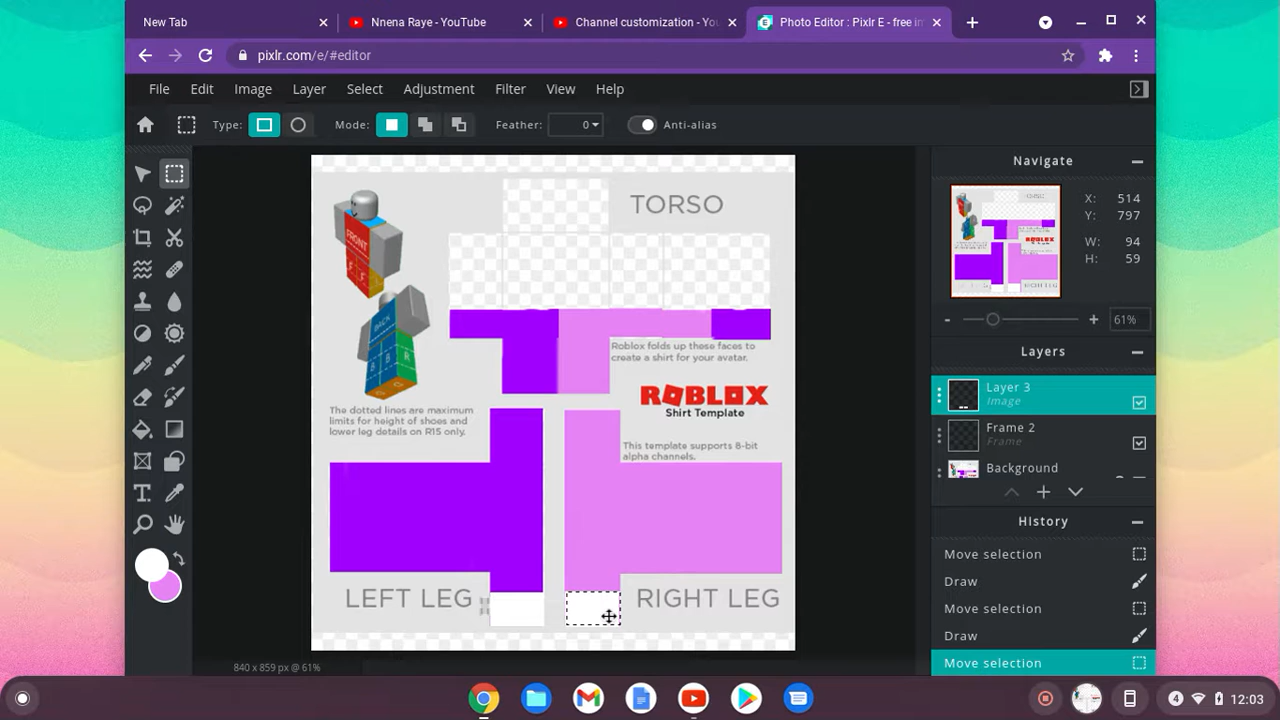 New Tab
Nnena Raye - YouTube
Channel customization - You
Photo Editor : Pixlr E - free in
pixlr.com/e/#editor
File Edit Image Layer Select Adjustment Filter View Help
Type: Mode: Feather: 0 Anti-alias
Navigate
X: 514
Y: 797
W: 94
H: 59
- + 61%
Layers
Layer 3
Image
Frame 2
Frame
Background
History
Move selection
Draw
Move selection
Draw
Move selection
TORSO
FRONT
BACK
R
B B
Roblox folds up these faces to
create a shirt for your avatar.
ROBLOX
Shirt Template
The dotted lines are maximum
limits for height of shoes and
lower leg details on R15 only.
This template supports 8-bit
alpha channels.
LEFT LEG
RIGHT LEG
840 x 859 px @ 61%
4 12:03